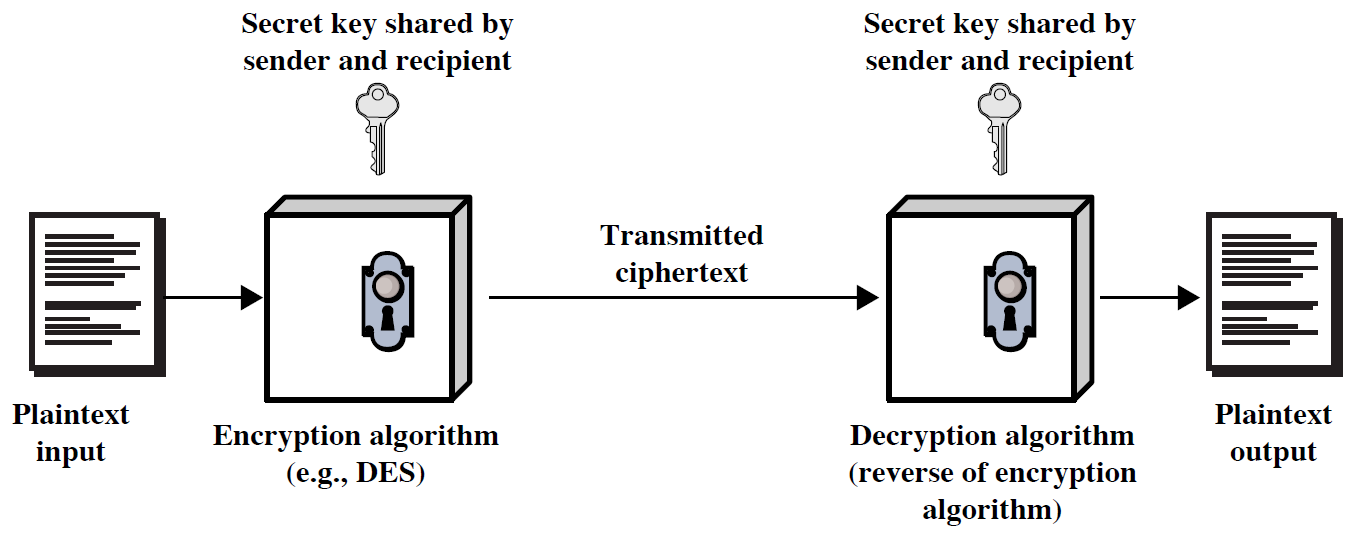 Secret key shared by
sender and recipient
Secret key shared by
sender and recipient
Transmitted
ciphertext
Plaintext
input
Encryption algorithm
(e.g., DES)
Decryption algorithm
(reverse of encryption
algorithm)
Plaintext
output